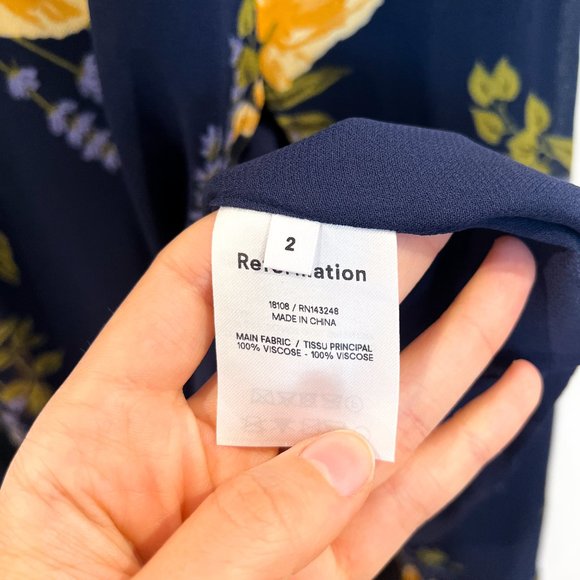 2
Reformation
18108 / RN143248
MADE IN CHINA
MAIN FABRIC / TISSU PRINCIPAL
100% VISCOSE - 100% VISCOSE